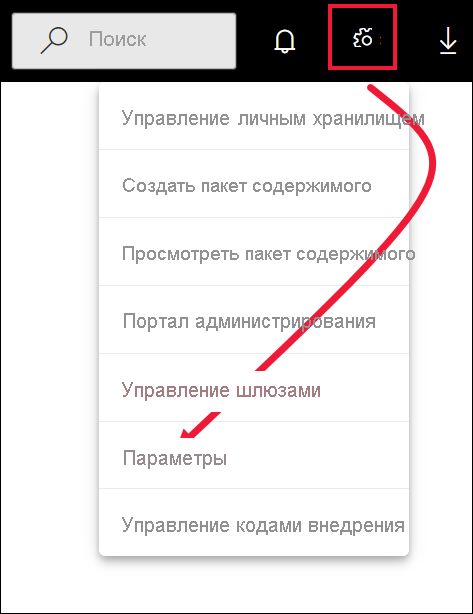 Поиск
Управление личным хранилищем
Создать пакет содержимого
Просмотреть пакет содержимого
Портал администрирования
Управление шлюзами
Параметры
Управление кодами внедрения